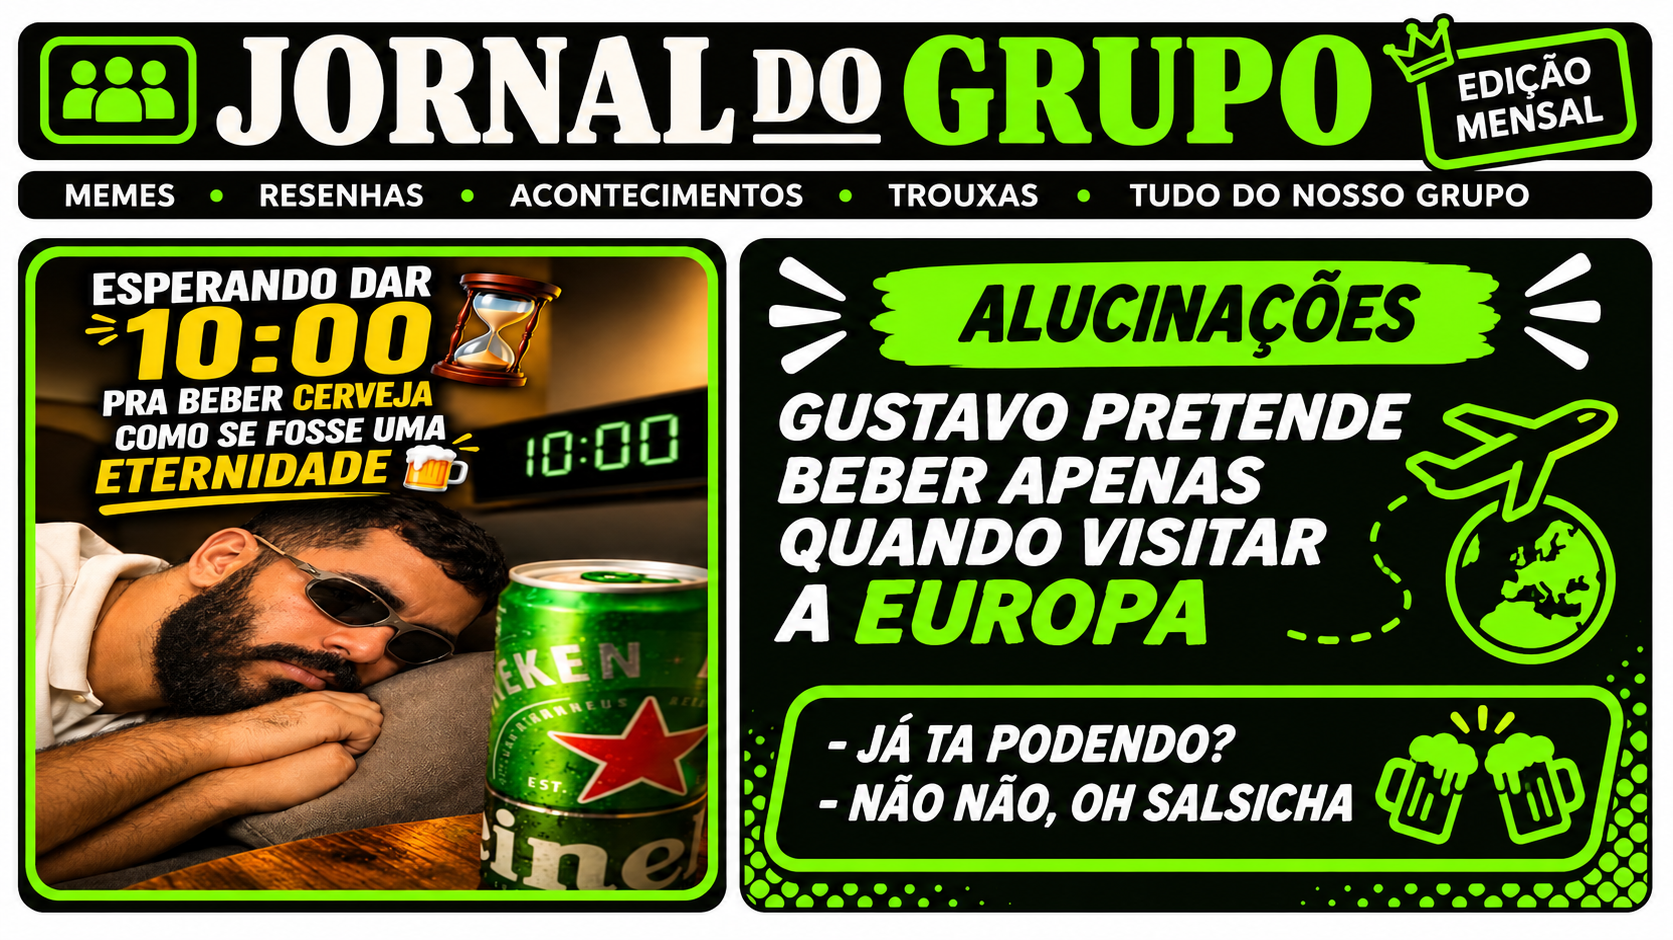 JORNAL DO GRUPO
EDIÇÃO
MENSAL
MEMES • RESENHAS • ACONTECIMENTOS • TROUXAS • TUDO DO NOSSO GRUPO
ESPERANDO DAR
10:00
PRA BEBER CERVEJA
COMO SE FOSSE UMA
ETERNIDADE
10:00
EKEN
EST.
eine
ALUCINAÇÕES
GUSTAVO PRETENDE
BEBER APENAS
QUANDO VISITAR
A EUROPA
- JÁ TA PODENDO?
- NÃO NÃO, OH SALSICHA